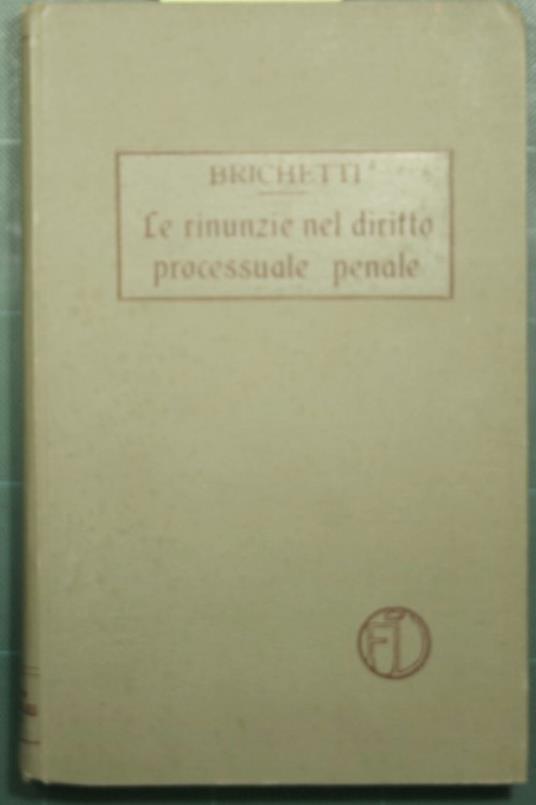 BRICHETTI
Le rinunzie nel diritto
processuale penale